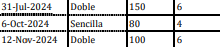 31-Jul-2024 Doble 150 6
6-Oct-2024 Sencilla 80 4
12-Nov-2024 Doble 100 6